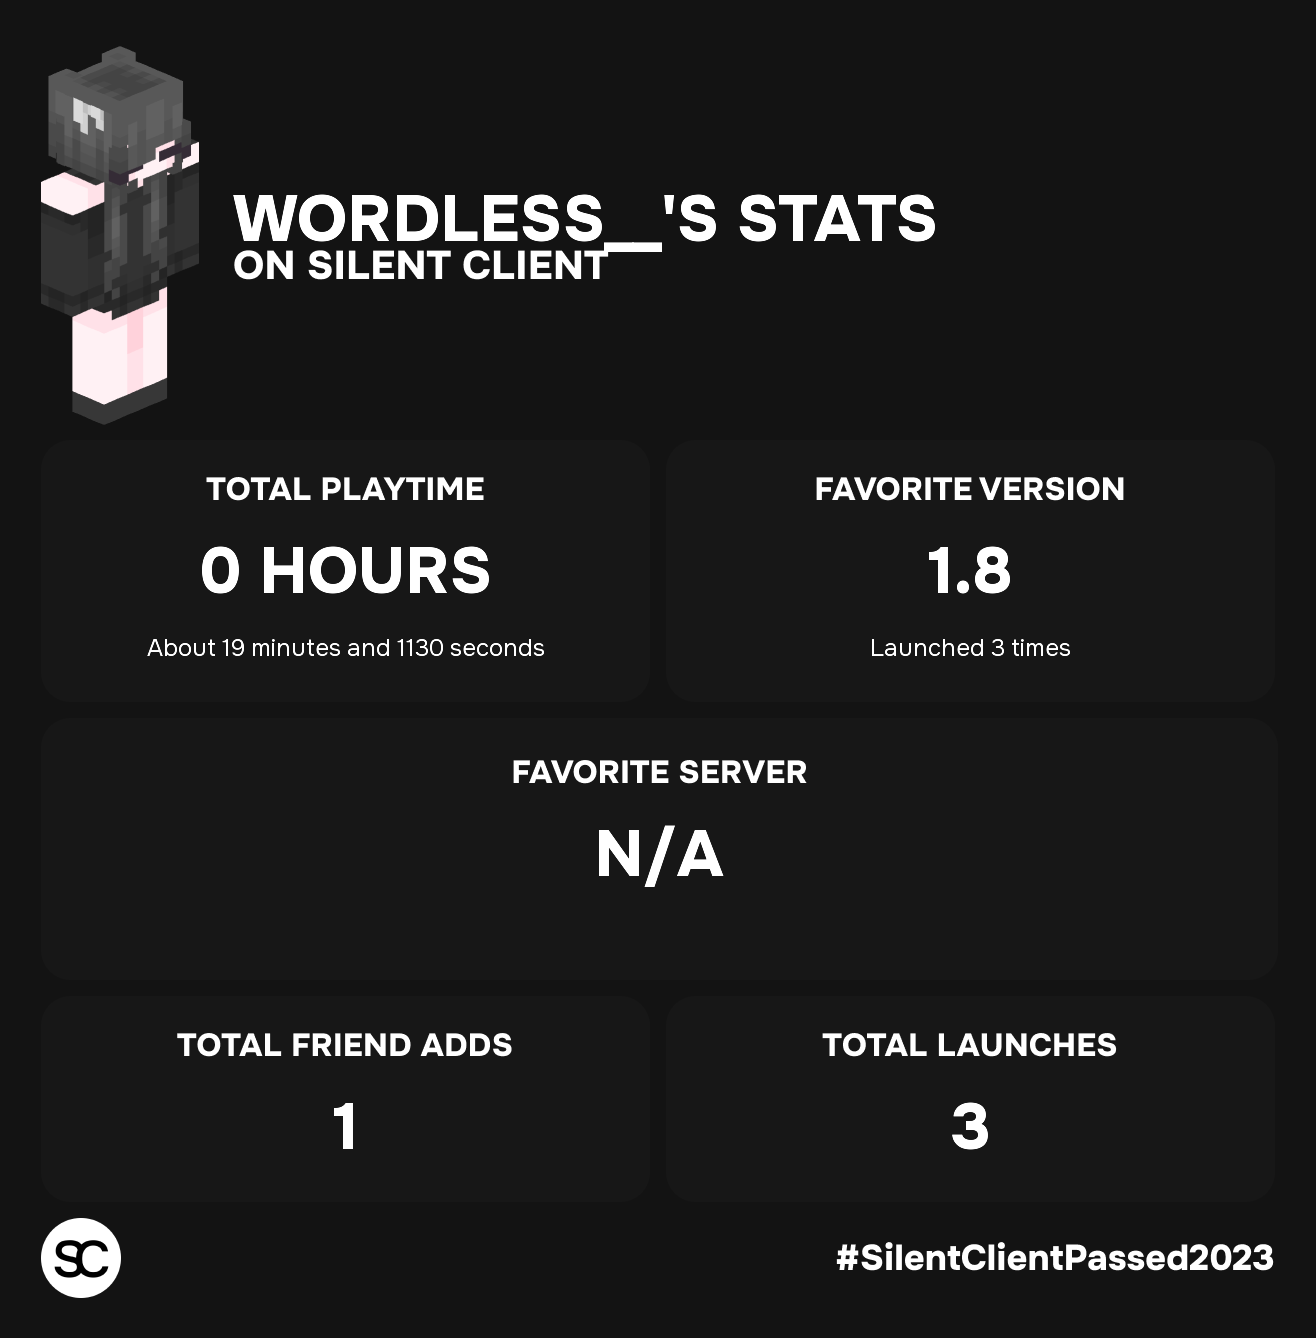 WORDLESS__'S STATS
ON SILENT CLIENT
TOTAL PLAYTIME
0 HOURS
About 19 minutes and 1130 seconds
FAVORITE VERSION
1.8
Launched 3 times
FAVORITE SERVER
N/A
TOTAL FRIEND ADDS
1
TOTAL LAUNCHES
3
SC
#SilentClientPassed2023